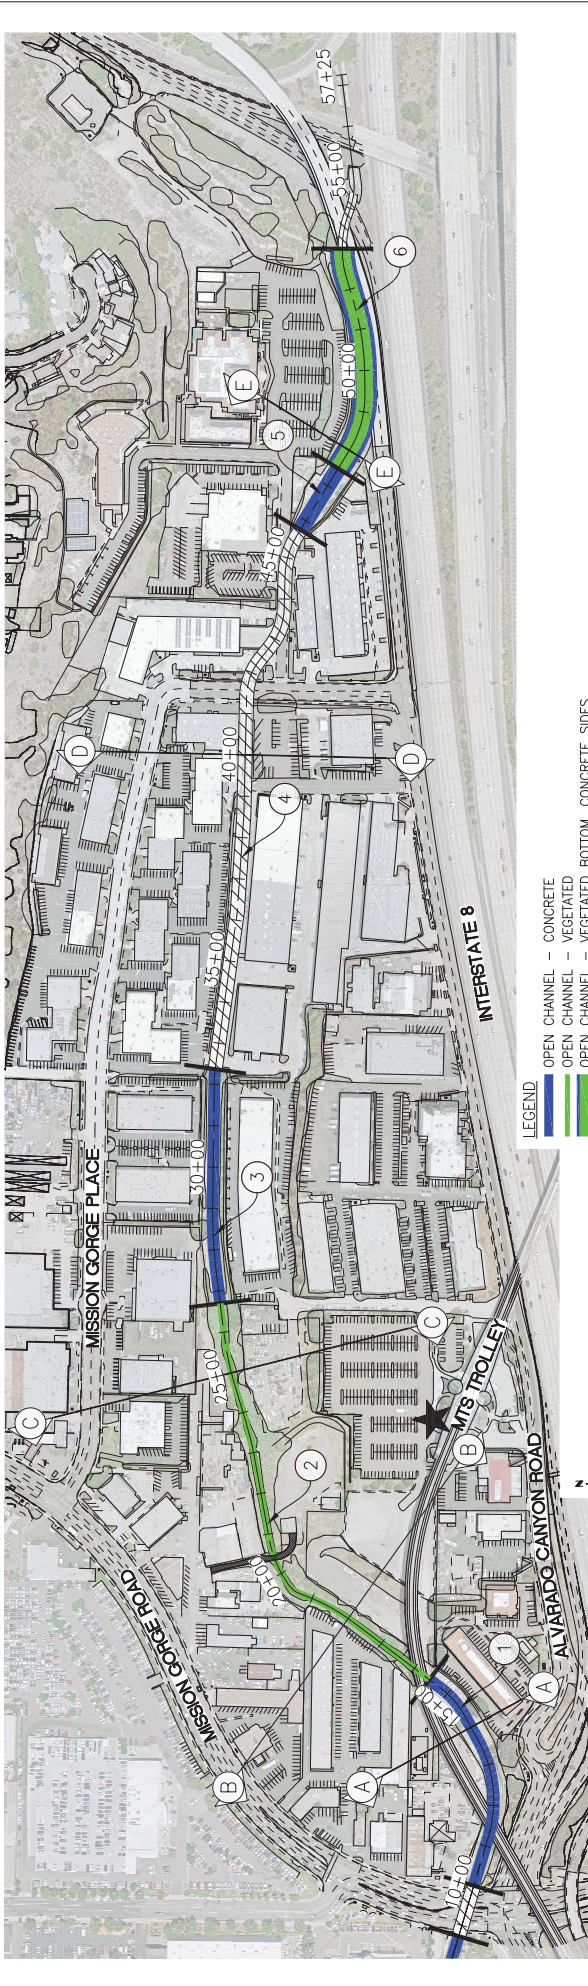 57+25
55+00
6
50+00
E
5
E
45+00
D
40+00
D
4
35+00
INTERSTATE 8
30+00
3
MISSION GORGE PLACE
C
25+00
C
MTS TROLLEY
2
B
20+00
ALVARADO CANYON ROAD
MISSION GORGE ROAD
1
15+00
A
B
A
10+00
LEGEND
OPEN CHANNEL – CONCRETE
OPEN CHANNEL – VEGETATED
OPEN CHANNEL – VEGETATED BOTTOM, CONCRETE SIDES